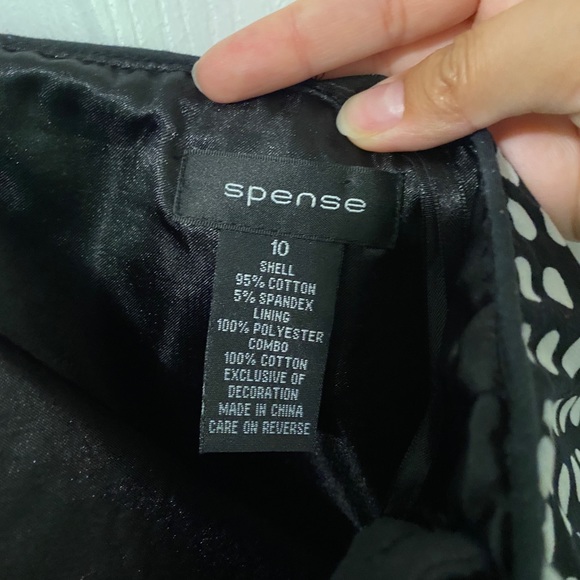 spense
10
SHELL
95% COTTON
5% SPANDEX
LINING
100% POLYESTER
COMBO
100% COTTON
EXCLUSIVE OF
DECORATION
MADE IN CHINA
CARE ON REVERSE